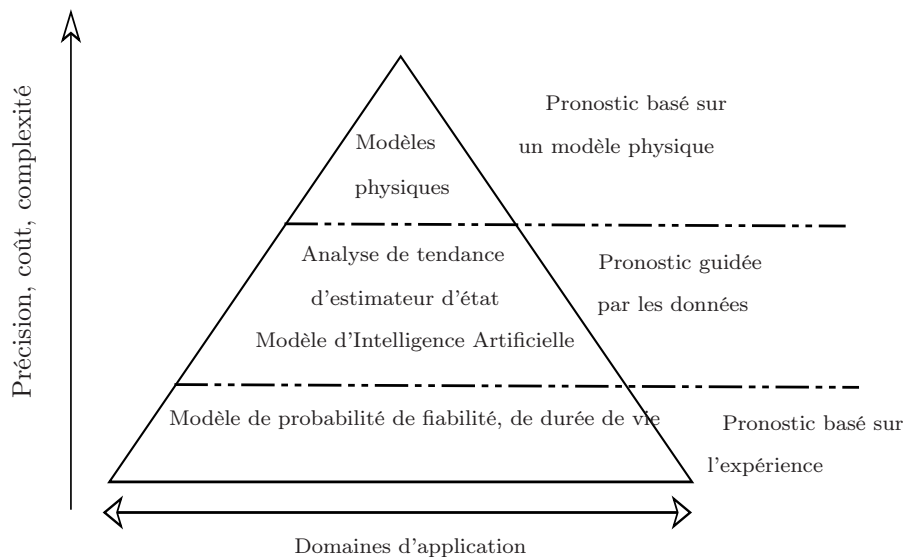 Précision, coût, complexité
Modèles
physiques
Pronostic basé sur
un modèle physique
Analyse de tendance
d'estimateur d'état
Modèle d'Intelligence Artificielle
Pronostic guidée
par les données
Modèle de probabilité de fiabilité, de durée de vie
Pronostic basé sur
l'expérience
Domaines d'application